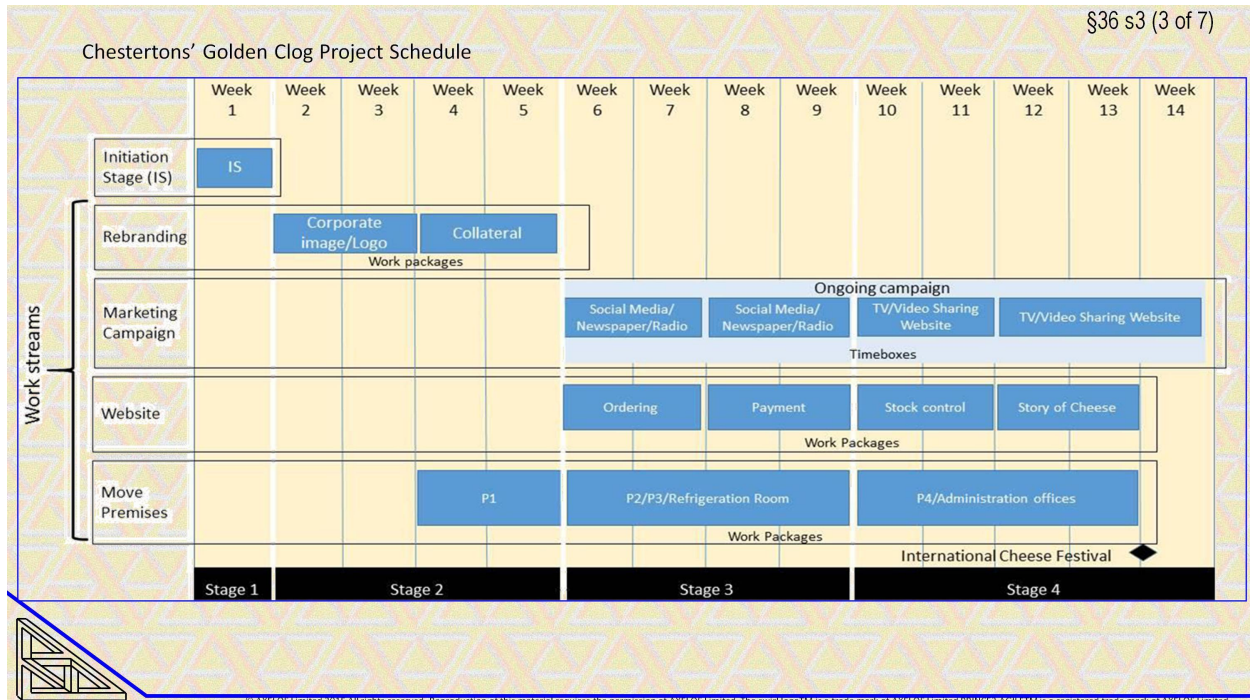 §36 s3 (3 of 7)
Chestertons’ Golden Clog Project Schedule
Week Week Week Week Week Week Week Week Week Week Week Week Week Week
1 2 3 4 5 6 7 8 9 10 11 12 13 14
Initiation
Stage (IS)
IS
Work streams
Rebranding
Corporate
image/Logo
Collateral
Work packages
Marketing
Campaign
Ongoing campaign
Social Media/
Newspaper/Radio
Social Media/
Newspaper/Radio
TV/Video Sharing
Website
TV/Video Sharing Website
Timeboxes
Website
Ordering
Payment
Stock control
Story of Cheese
Work Packages
Move
Premises
P1
P2/P3/Refrigeration Room
P4/Administration offices
Work Packages
International Cheese Festival
Stage 1
Stage 2
Stage 3
Stage 4